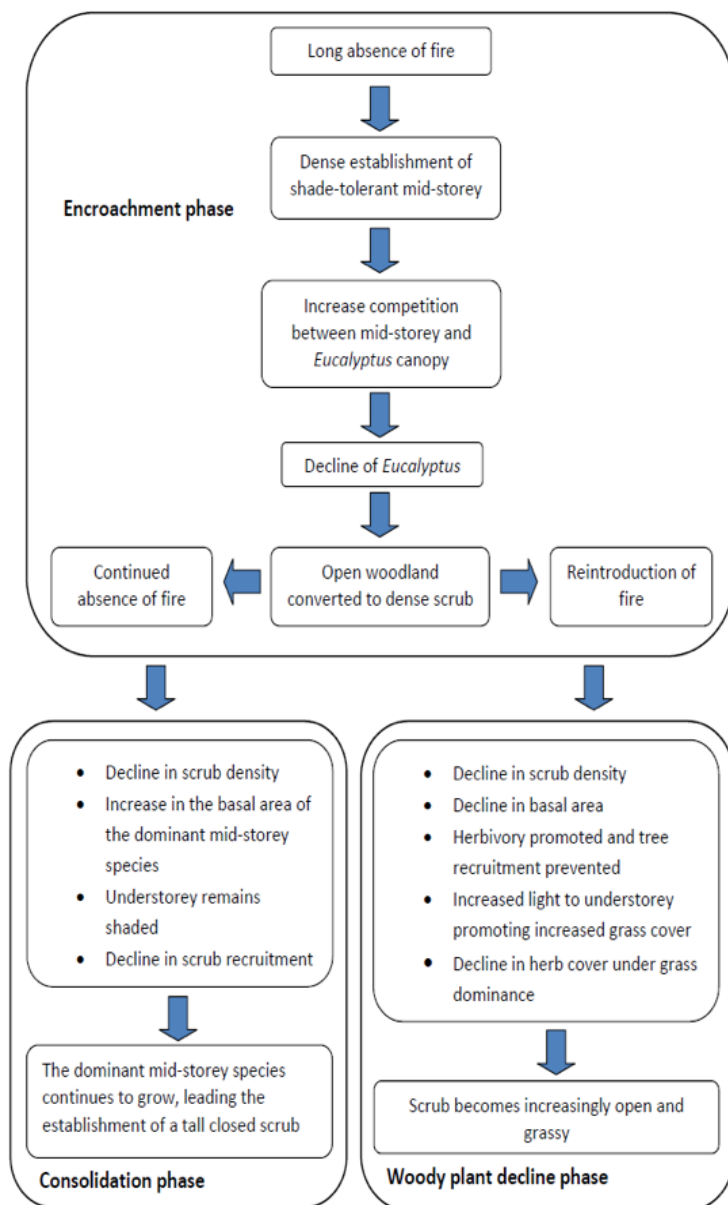 Long absence of fire
Dense establishment of
shade-tolerant mid-storey
Encroachment phase
Increase competition
between mid-storey and
Eucalyptus canopy
Decline of Eucalyptus
Continued
absence of fire
Open woodland
converted to dense scrub
Reintroduction of
fire
• Decline in scrub density
• Increase in the basal area of
the dominant mid-storey
species
• Understorey remains
shaded
• Decline in scrub recruitment
The dominant mid-storey species
continues to grow, leading the
establishment of a tall closed scrub
Consolidation phase
• Decline in scrub density
• Decline in basal area
• Herbivory promoted and tree
recruitment prevented
• Increased light to understorey
promoting increased grass cover
• Decline in herb cover under grass
dominance
Scrub becomes increasingly open and
grassy
Woody plant decline phase